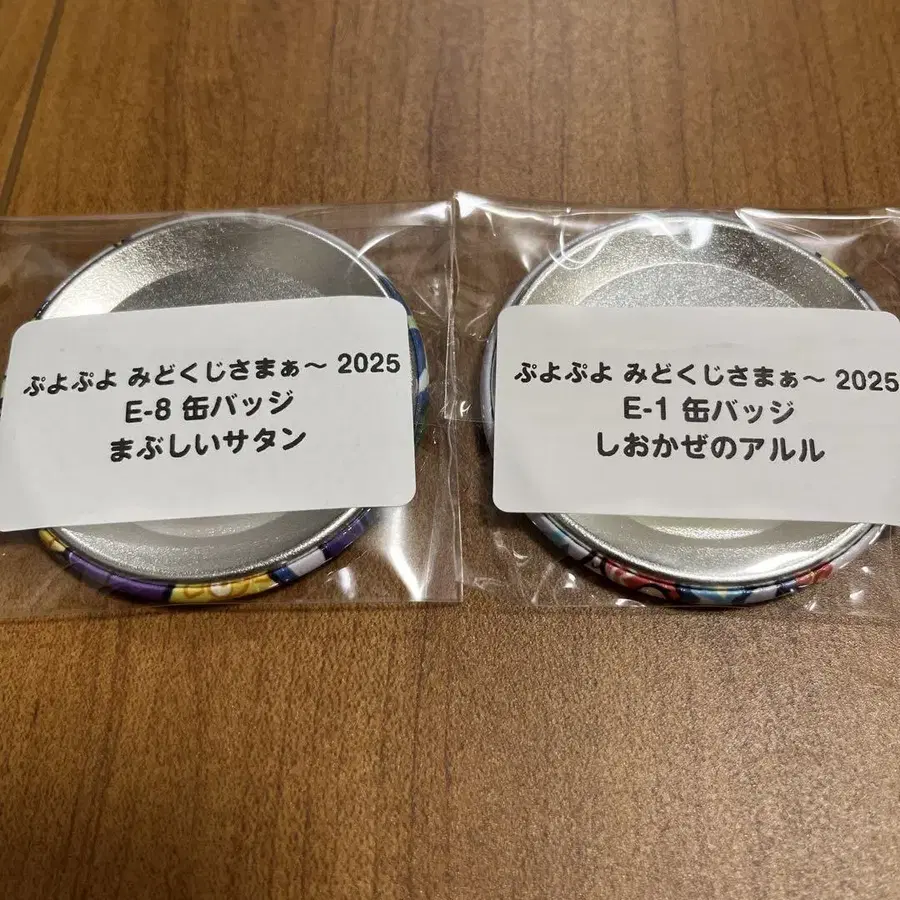 ぷよぷよ みどくじさまぁ〜 2025
E-8 缶バッジ
まぶしいサタン
ぷよぷよ みどくじさまぁ〜 2025
E-1 缶バッジ
しおかぜのアルル